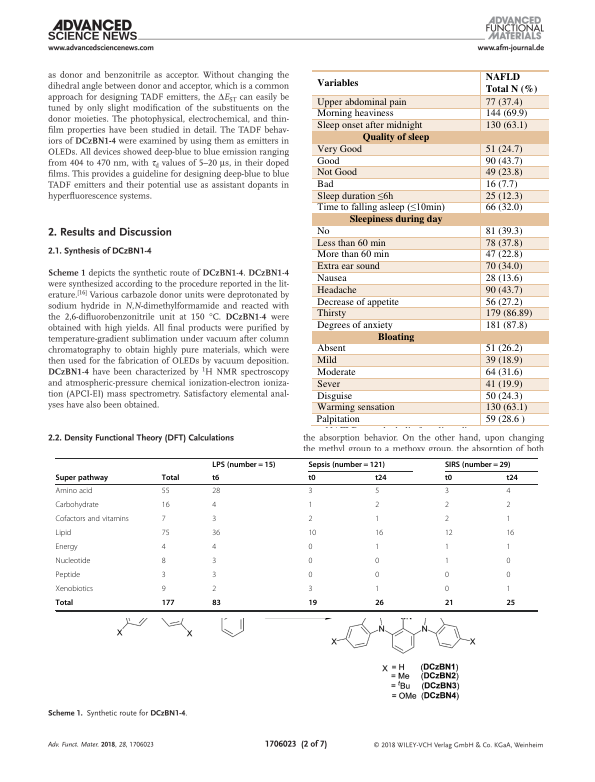 ADVANCED
SCIENCE NEWS
www.advancedsciencenews.com
ADVANCED
FUNCTIONAL
MATERIALS
www.afm-journal.de
as donor and benzonitrile as acceptor. Without changing the
dihedral angle between donor and acceptor, which is a common
approach for designing TADF emitters, the ΔEST can easily be
tuned by only slight modification of the substituents on the
donor moieties. The photophysical, electrochemical, and thin-
film properties have been studied in detail. The TADF behav-
iors of DCzBN1-4 were examined by using them as emitters in
OLEDs. All devices showed deep-blue to blue emission ranging
from 404 to 470 nm, with τd values of 5–20 μs, in their doped
films. This provides a guideline for designing deep-blue to blue
TADF emitters and their potential use as assistant dopants in
hyperfluorescence systems.
2. Results and Discussion
2.1. Synthesis of DCzBN1-4
Scheme 1 depicts the synthetic route of DCzBN1-4. DCzBN1-4
were synthesized according to the procedure reported in the lit-
erature.[16] Various carbazole donor units were deprotonated by
sodium hydride in N,N-dimethylformamide and reacted with
the 2,6-difluorobenzonitrile unit at 150 °C. DCzBN1-4 were
obtained with high yields. All final products were purified by
temperature-gradient sublimation under vacuum after column
chromatography to obtain highly pure materials, which were
then used for the fabrication of OLEDs by vacuum deposition.
DCzBN1-4 have been characterized by 1H NMR spectroscopy
and atmospheric-pressure chemical ionization-electron ioniza-
tion (APCI-EI) mass spectrometry. Satisfactory elemental anal-
yses have also been obtained.
2.2. Density Functional Theory (DFT) Calculations
Variables NAFLD
Total N (%)
Upper abdominal pain 77 (37.4)
Morning heaviness 144 (69.9)
Sleep onset after midnight 130 (63.1)
Quality of sleep
Very Good 51 (24.7)
Good 90 (43.7)
Not Good 49 (23.8)
Bad 16 (7.7)
Sleep duration ≤6h 25 (12.3)
Time to falling asleep (≤10min) 66 (32.0)
Sleepiness during day
No 81 (39.3)
Less than 60 min 78 (37.8)
More than 60 min 47 (22.8)
Extra ear sound 70 (34.0)
Nausea 28 (13.6)
Headache 90 (43.7)
Decrease of appetite 56 (27.2)
Thirsty 179 (86.89)
Degrees of anxiety 181 (87.8)
Bloating
Absent 51 (26.2)
Mild 39 (18.9)
Moderate 64 (31.6)
Sever 41 (19.9)
Disguise 50 (24.3)
Warming sensation 130 (63.1)
Palpitation 59 (28.6 )
the absorption behavior. On the other hand, upon changing
the methyl group to a methoxy group, the absorption of both
LPS (number = 15) Sepsis (number = 121) SIRS (number = 29)
Super pathway Total t6 t0 t24 t0 t24
Amino acid 55 28 3 5 3 4
Carbohydrate 16 4 1 2 2 2
Cofactors and vitamins 7 3 2 1 2 1
Lipid 75 36 10 16 12 16
Energy 4 4 0 1 1 1
Nucleotide 8 3 0 0 1 0
Peptide 3 3 0 0 0 0
Xenobiotics 9 2 3 1 0 1
Total 177 83 19 26 21 25
X X
N N
X X
X = H (DCzBN1)
= Me (DCzBN2)
= tBu (DCzBN3)
= OMe (DCzBN4)
Scheme 1. Synthetic route for DCzBN1-4.
Adv. Funct. Mater. 2018, 28, 1706023
1706023 (2 of 7)
© 2018 WILEY-VCH Verlag GmbH & Co. KGaA, Weinheim